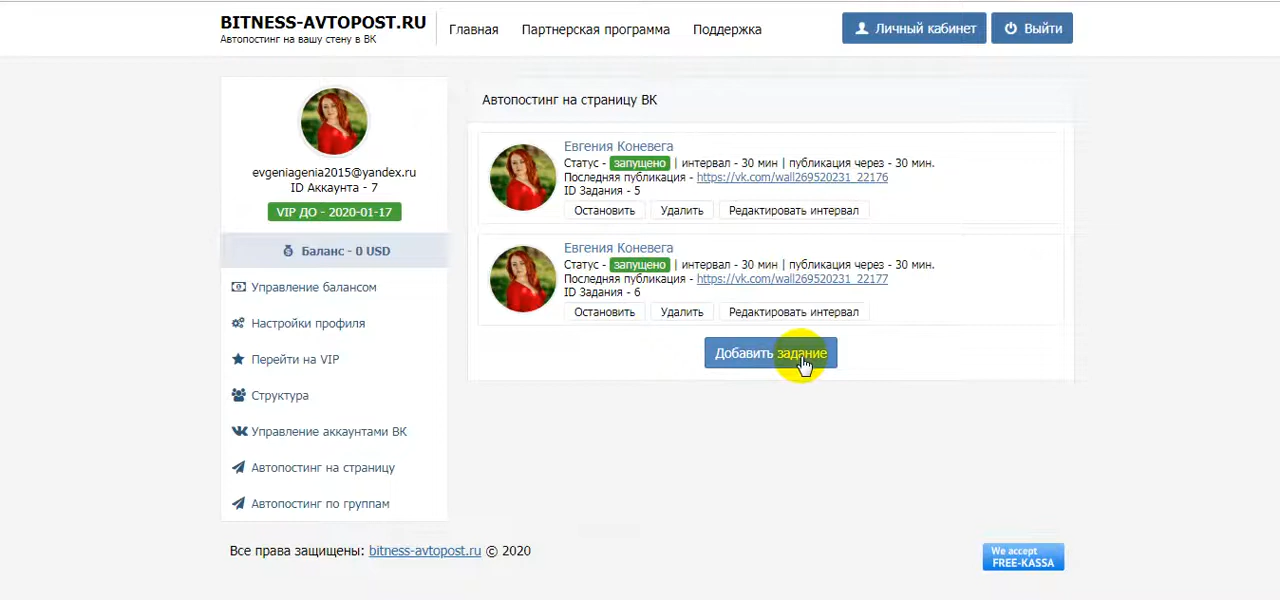 BITNESS-AVTOPOST.RU
Автопостинг на вашу стену в ВК
Главная
Партнерская программа
Поддержка
Личный кабинет
Выйти
evgeniagenia2015@yandex.ru
ID Аккаунта - 7
VIP ДО - 2020-01-17
Баланс - 0 USD
Управление балансом
Настройки профиля
Перейти на VIP
Структура
Управление аккаунтами ВК
Автопостинг на страницу
Автопостинг по группам
Автопостинг на страницу ВК
Евгения Коневега
Статус - запущено | интервал - 30 мин | публикация через - 30 мин.
Последняя публикация - https://vk.com/wall269520231_22176
ID Задания - 5
Остановить
Удалить
Редактировать интервал
Евгения Коневега
Статус - запущено | интервал - 30 мин | публикация через - 30 мин.
Последняя публикация - https://vk.com/wall269520231_22177
ID Задания - 6
Остановить
Удалить
Редактировать интервал
Добавить задание
Все права защищены: bitness-avtopost.ru © 2020
We accept
FREE-KASSA